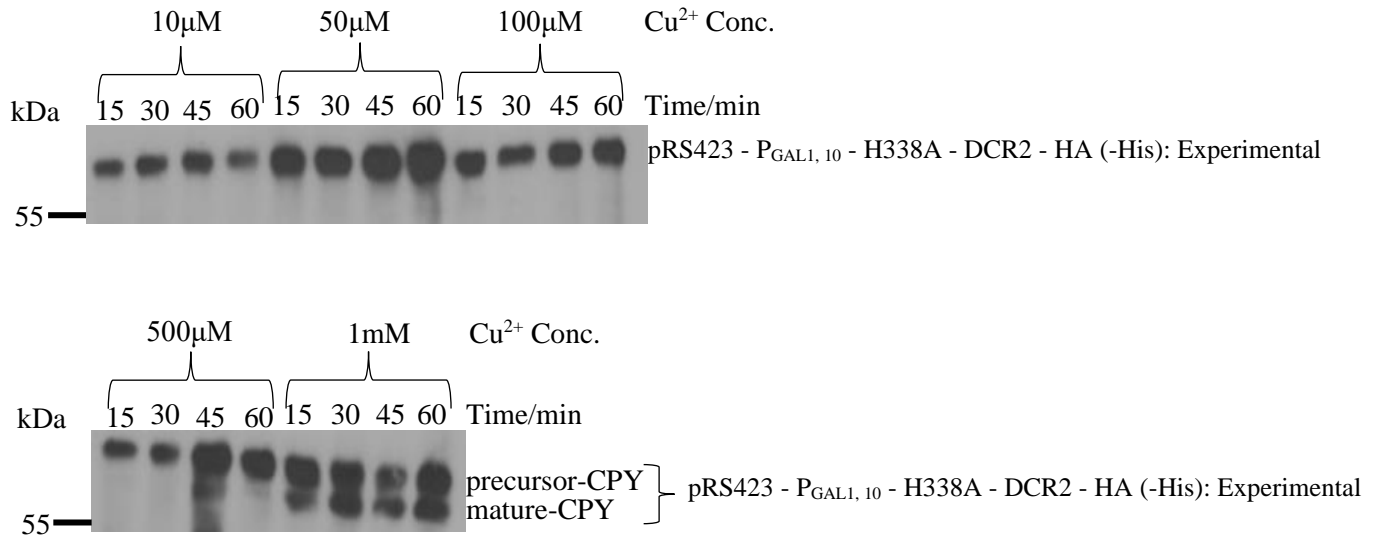 10μM 50μM 100μM Cu²⁺ Conc.
kDa 15 30 45 60 15 30 45 60 15 30 45 60 Time/min
pRS423 - P_GAL1, 10 - H338A - DCR2 - HA (-His): Experimental
55
500μM 1mM Cu²⁺ Conc.
kDa 15 30 45 60 15 30 45 60 Time/min
precursor-CPY
mature-CPY
pRS423 - P_GAL1, 10 - H338A - DCR2 - HA (-His): Experimental
55